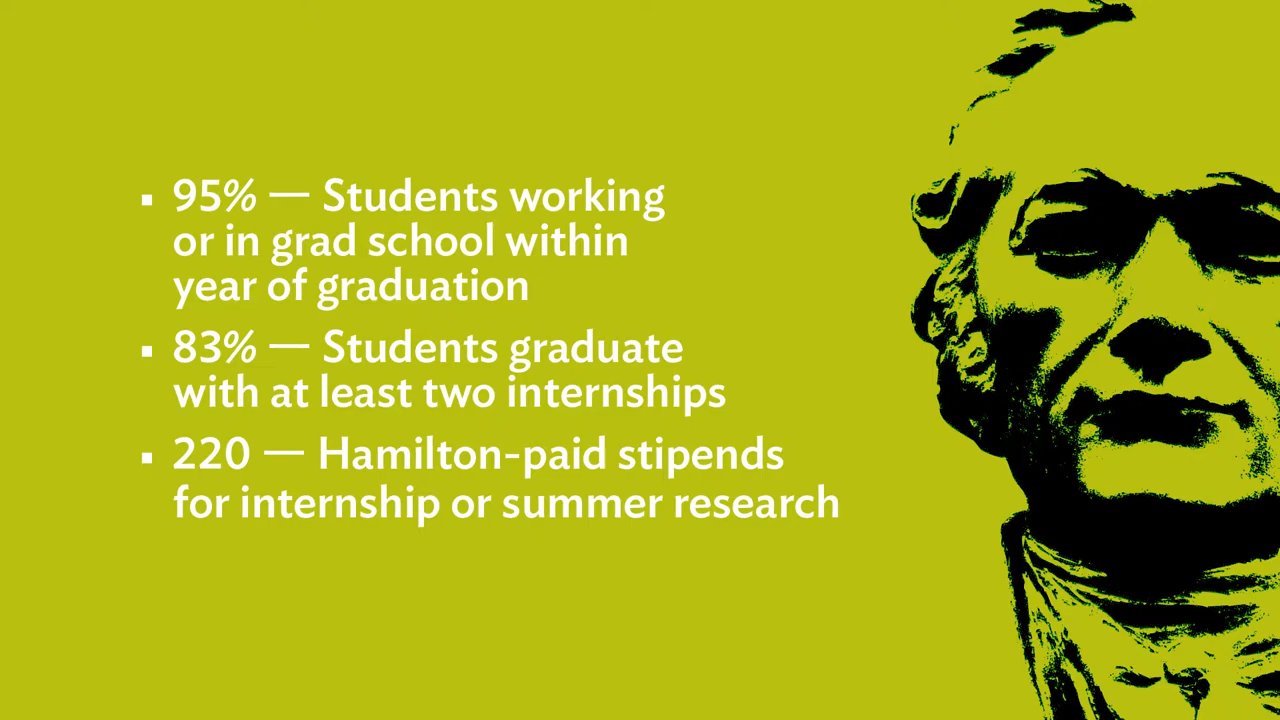 ▪ 95% — Students working
or in grad school within
year of graduation
▪ 83% — Students graduate
with at least two internships
▪ 220 — Hamilton-paid stipends
for internship or summer research